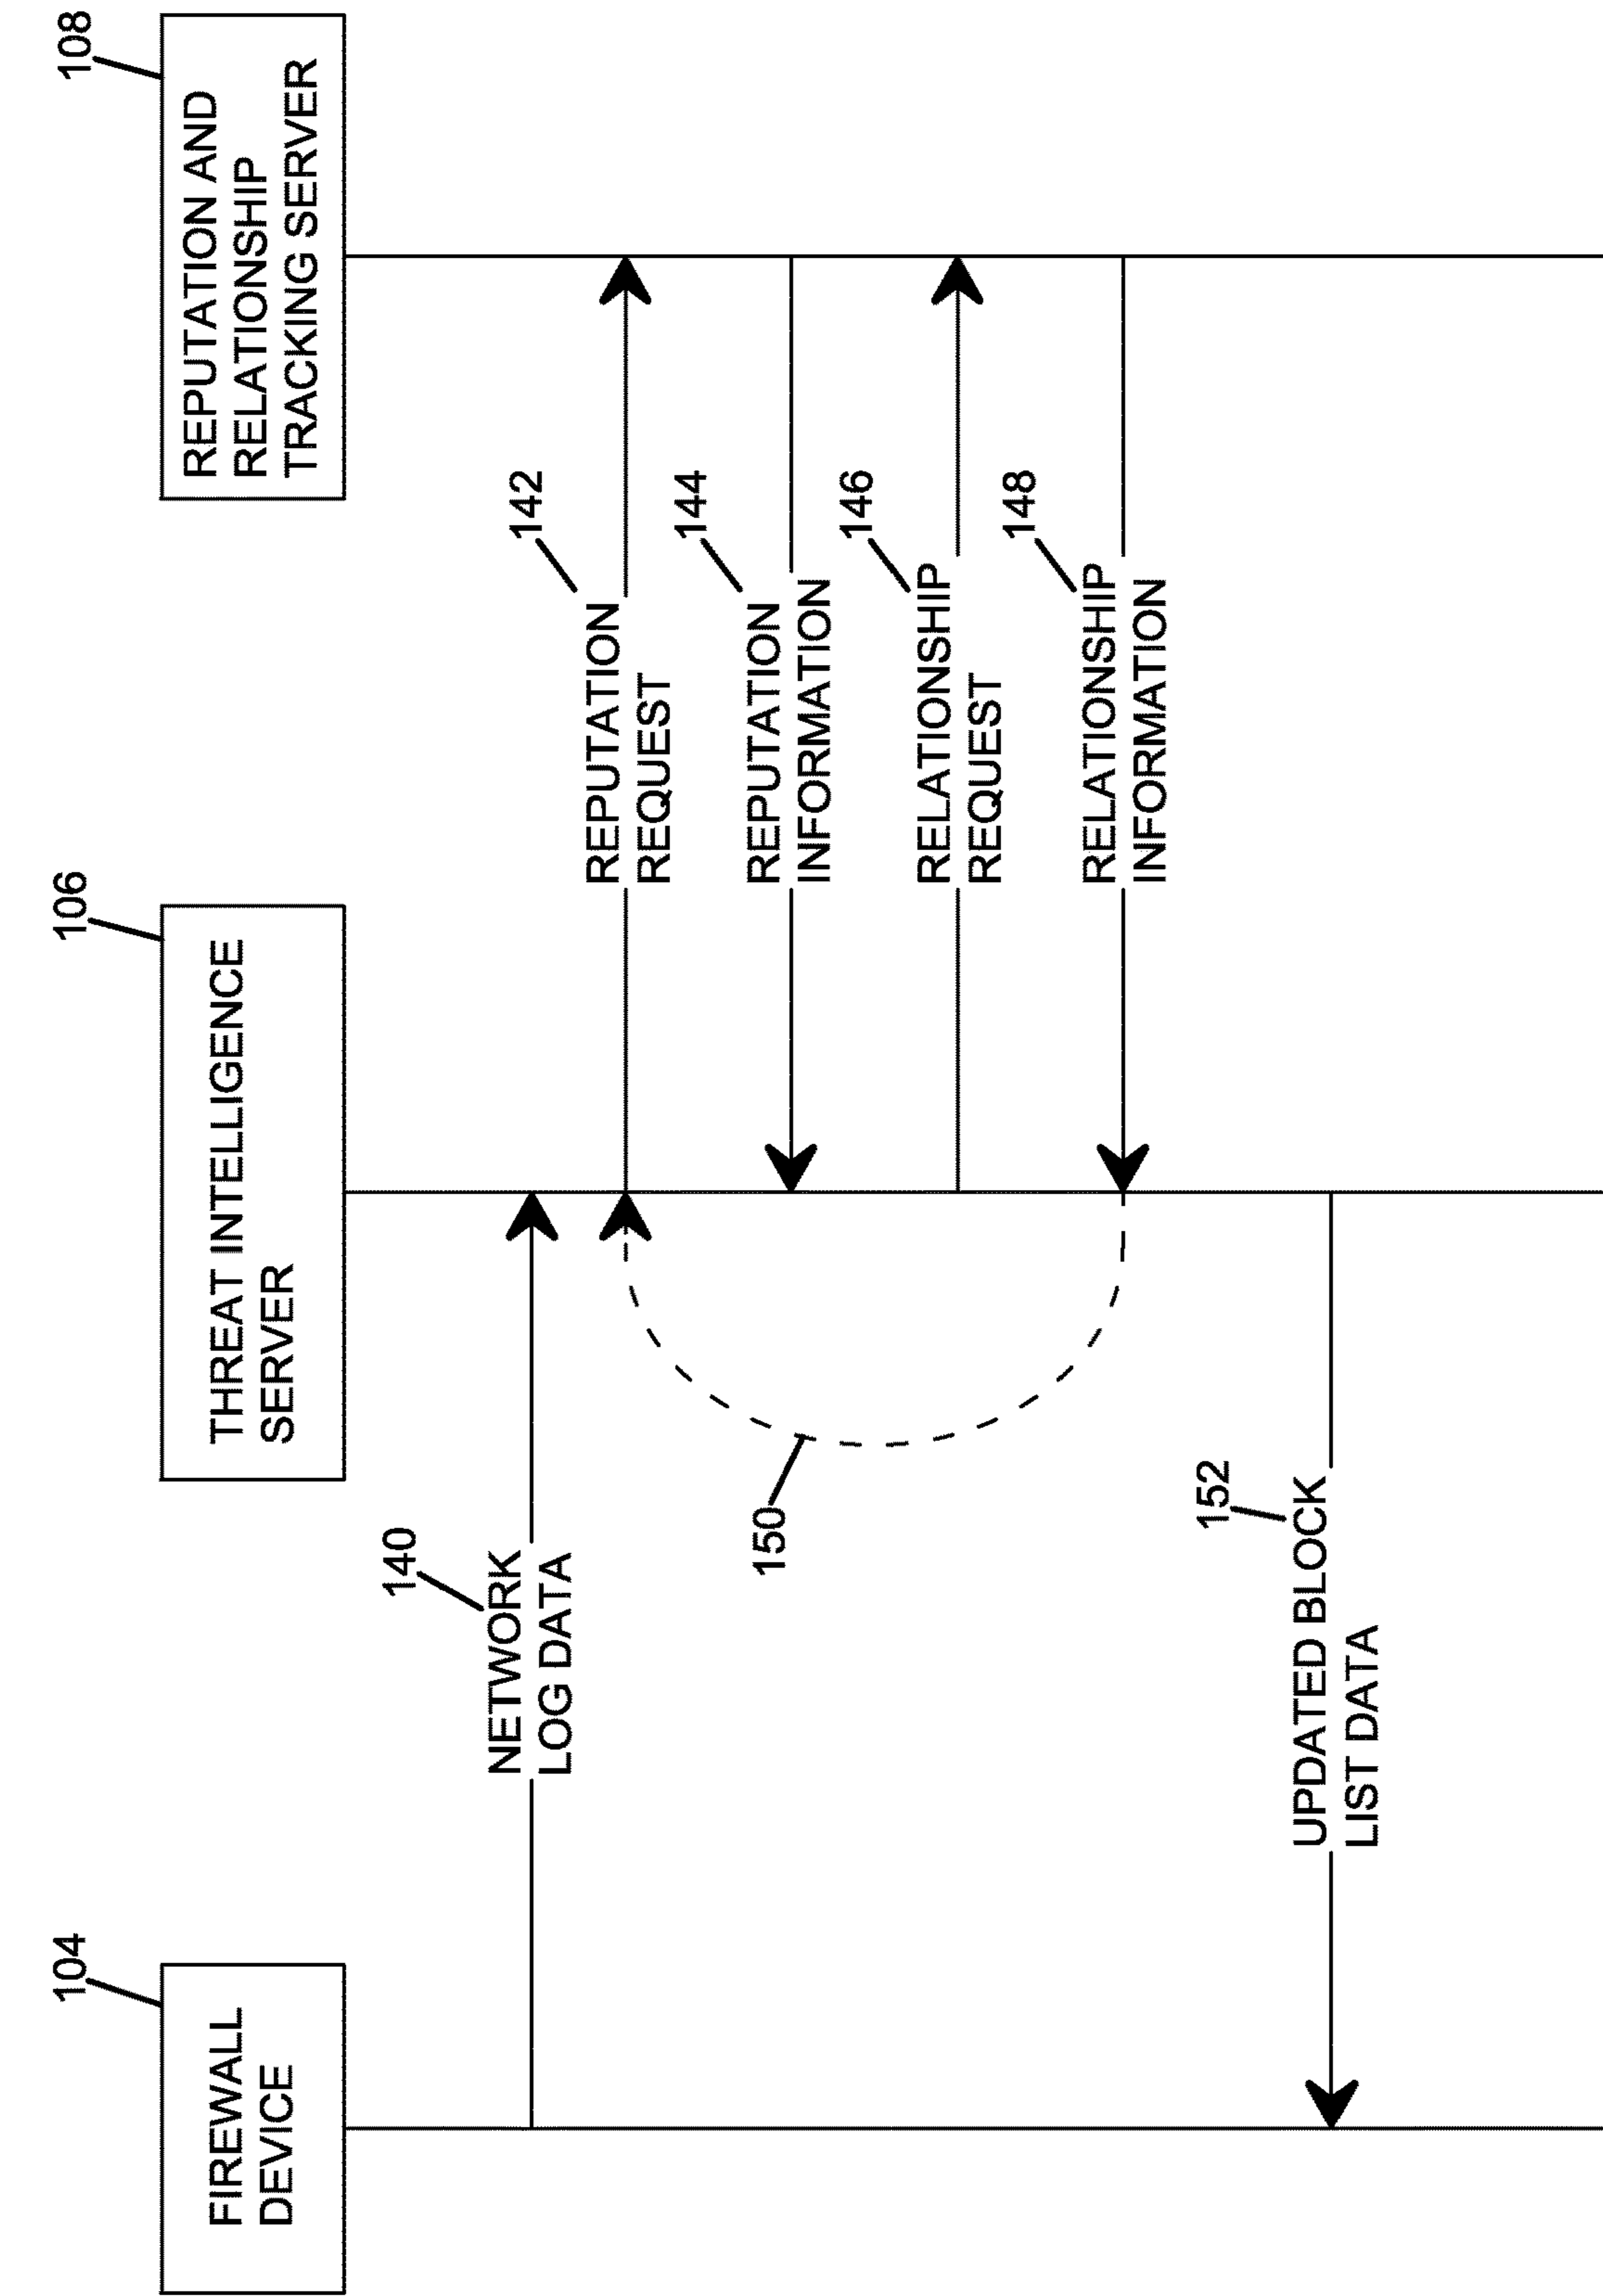 104
FIREWALL
DEVICE
106
THREAT INTELLIGENCE
SERVER
108
REPUTATION AND
RELATIONSHIP
TRACKING SERVER
140
NETWORK
LOG DATA
142
REPUTATION
REQUEST
144
REPUTATION
INFORMATION
146
RELATIONSHIP
REQUEST
148
RELATIONSHIP
INFORMATION
150
152
UPDATED BLOCK
LIST DATA